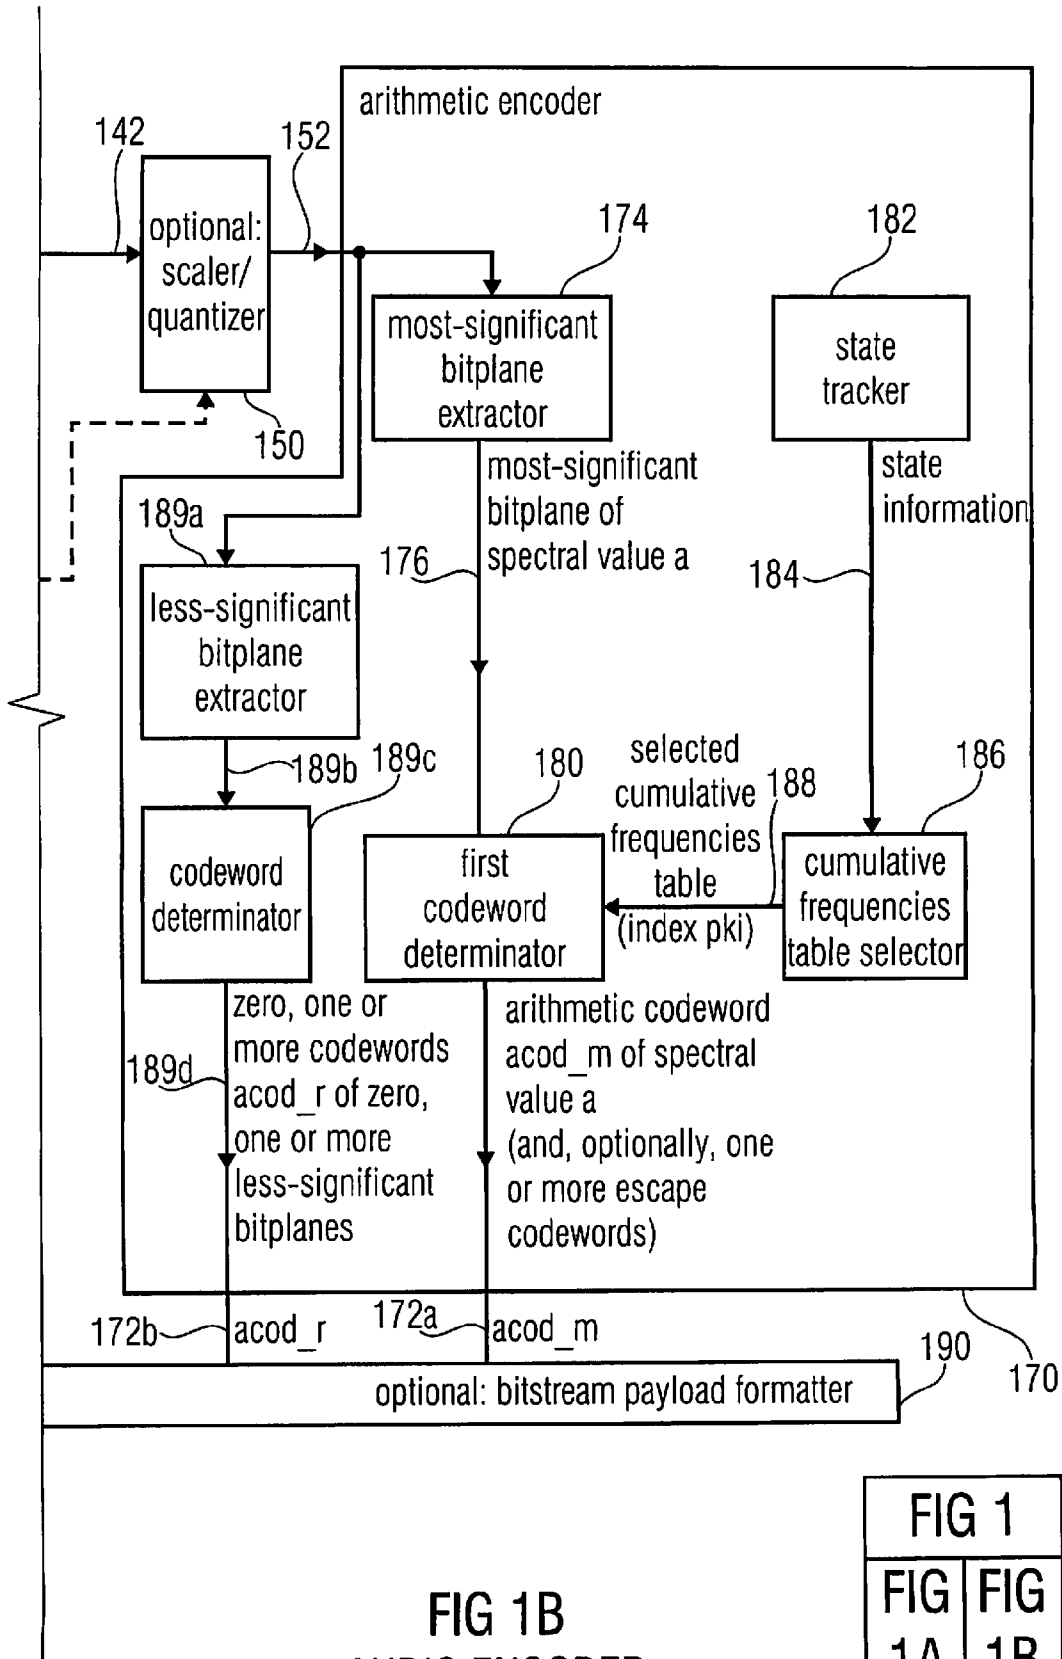 arithmetic encoder
142
152
optional:
scaler/
quantizer
150
174
182
most-significant
bitplane
extractor
state
tracker
most-significant
bitplane of
spectral value a
state
information
176
184
189a
less-significant
bitplane
extractor
189b
189c
180
selected
cumulative
frequencies
table
(index pki)
188
186
codeword
determinator
first
codeword
determinator
cumulative
frequencies
table selector
zero, one or
more codewords
acod_r of zero,
one or more
less-significant
bitplanes
189d
arithmetic codeword
acod_m of spectral
value a
(and, optionally, one
or more escape
codewords)
172b
acod_r
172a
acod_m
190
170
optional: bitstream payload formatter
FIG 1
FIG
1A
FIG
1B
FIG 1B
AUDIO ENCODER